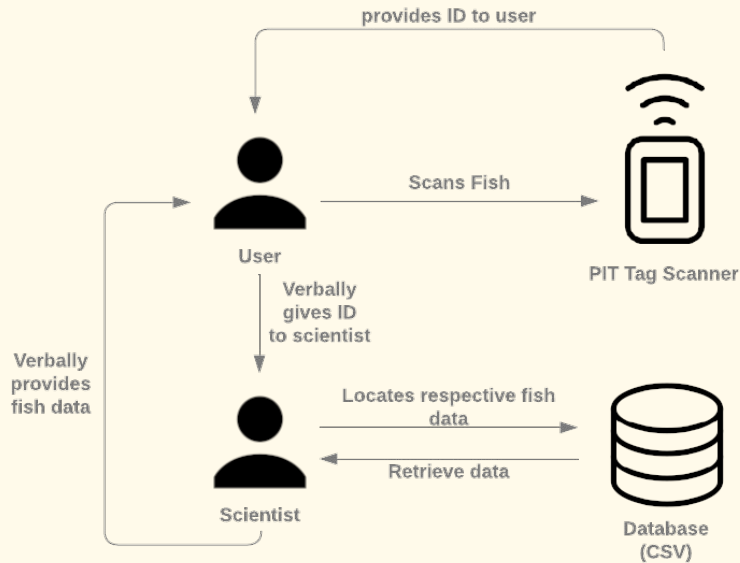 provides ID to user
Scans Fish
User
PIT Tag Scanner
Verbally
gives ID
to scientist
Verbally
provides
fish data
Locates respective fish
data
Retrieve data
Scientist
Database
(CSV)